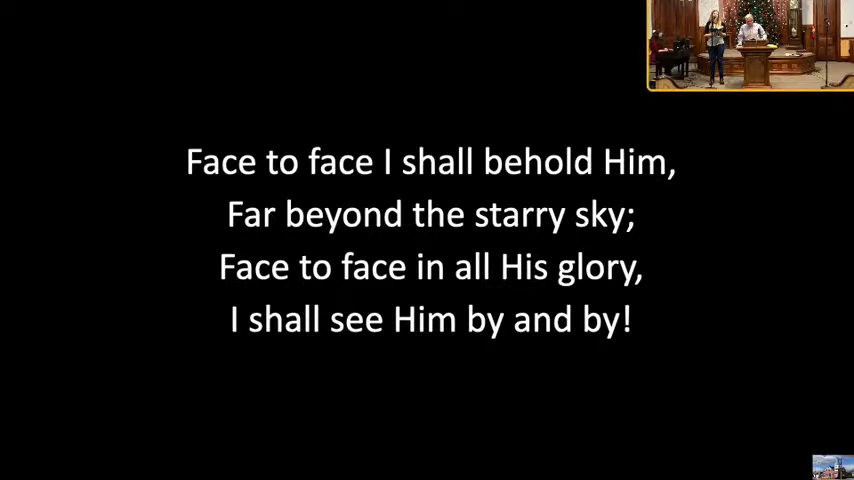 Face to face I shall behold Him,
Far beyond the starry sky;
Face to face in all His glory,
I shall see Him by and by!